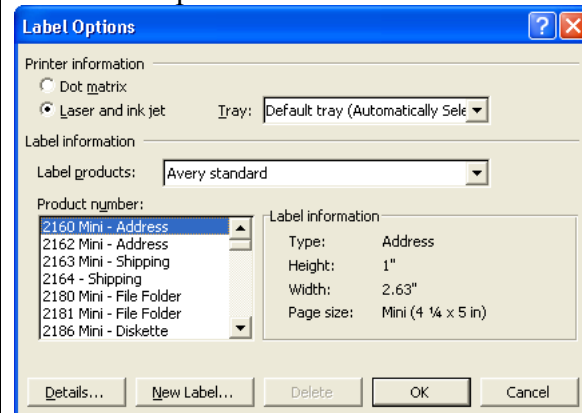 Label Options
Printer information
Dot matrix
Laser and ink jet Tray: Default tray (Automatically Sele
Label information
Label products: Avery standard
Product number:
2160 Mini - Address
2162 Mini - Address
2163 Mini - Shipping
2164 - Shipping
2180 Mini - File Folder
2181 Mini - File Folder
2186 Mini - Diskette
Label information
Type: Address
Height: 1"
Width: 2.63"
Page size: Mini (4 ¼ x 5 in)
Details... New Label... Delete OK Cancel